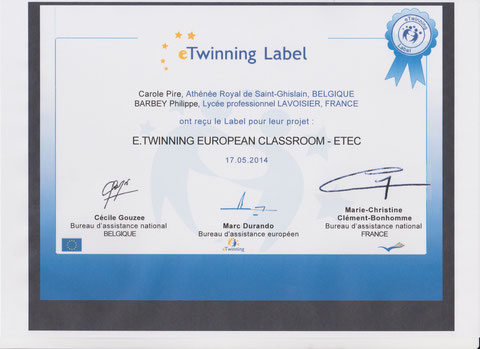 eTwinning Label
eTwinning
Label
Carole Pire, Athénée Royal de Saint-Ghislain, BELGIQUE
BARBEY Philippe, Lycée professionnel LAVOISIER, FRANCE
ont reçu le Label pour leur projet :
E.TWINNING EUROPEAN CLASSROOM - ETEC
17.05.2014
Cécile Gouzee
Bureau d'assistance national
BELGIQUE
Marc Durando
Bureau d'assistance européen
eTwinning
Marie-Christine
Clément-Bonhomme
Bureau d'assistance national
FRANCE